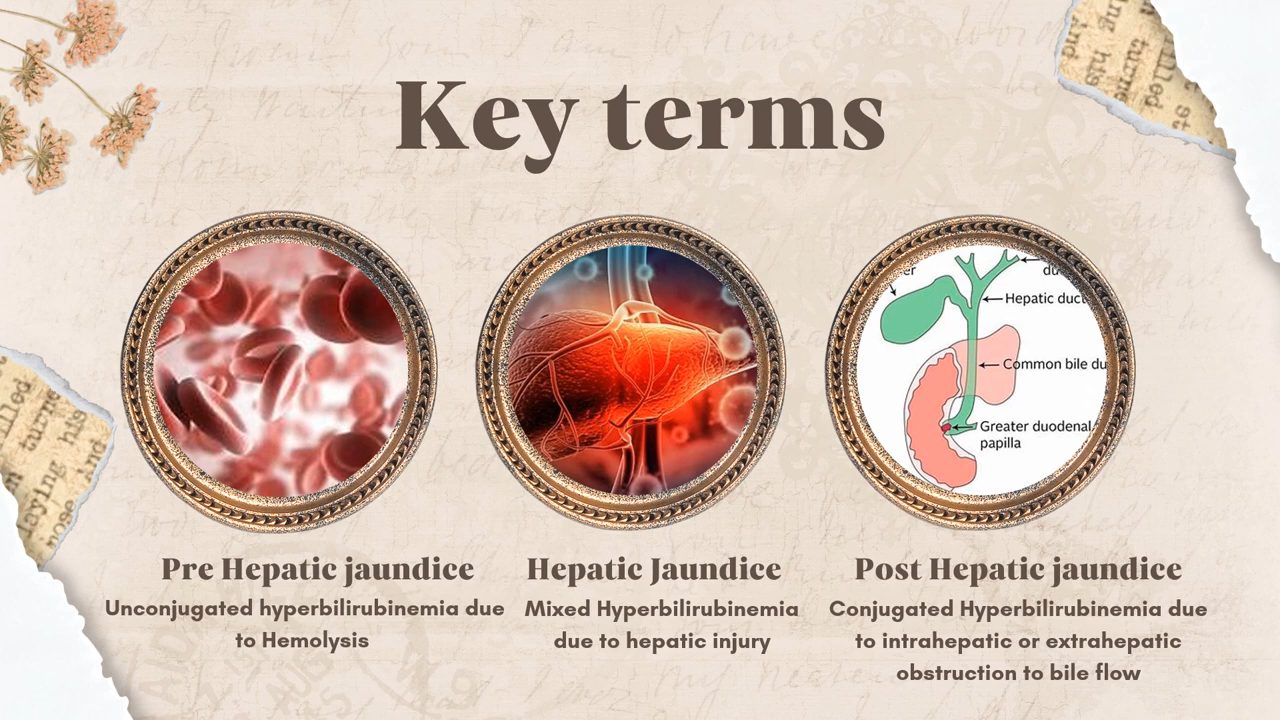 Key terms
er
du
Hepatic duct
Common bile du
Greater duodenal
papilla
Pre Hepatic jaundice
Unconjugated hyperbilirubinemia due
to Hemolysis
Hepatic Jaundice
Mixed Hyperbilirubinemia
due to hepatic injury
Post Hepatic jaundice
Conjugated Hyperbilirubinemia due
to intrahepatic or extrahepatic
obstruction to bile flow